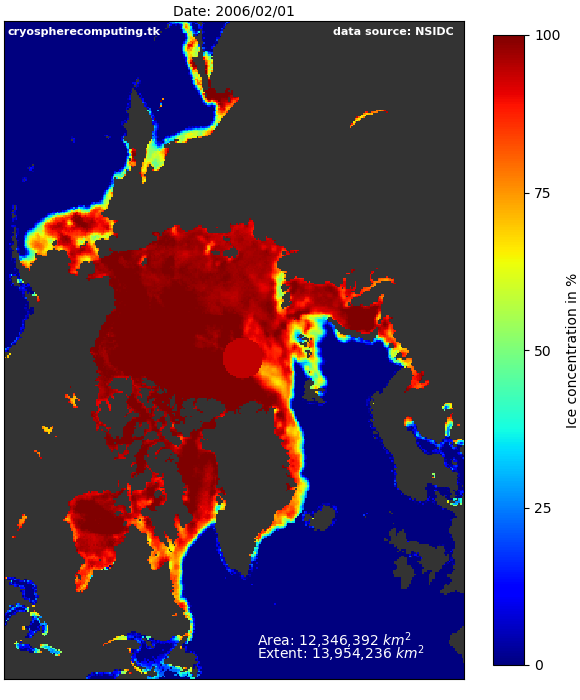 Date: 2006/02/01
cryospherecomputing.tk
data source: NSIDC
100
75
50
25
0
Ice concentration in %
Area: 12,346,392 km²
Extent: 13,954,236 km²